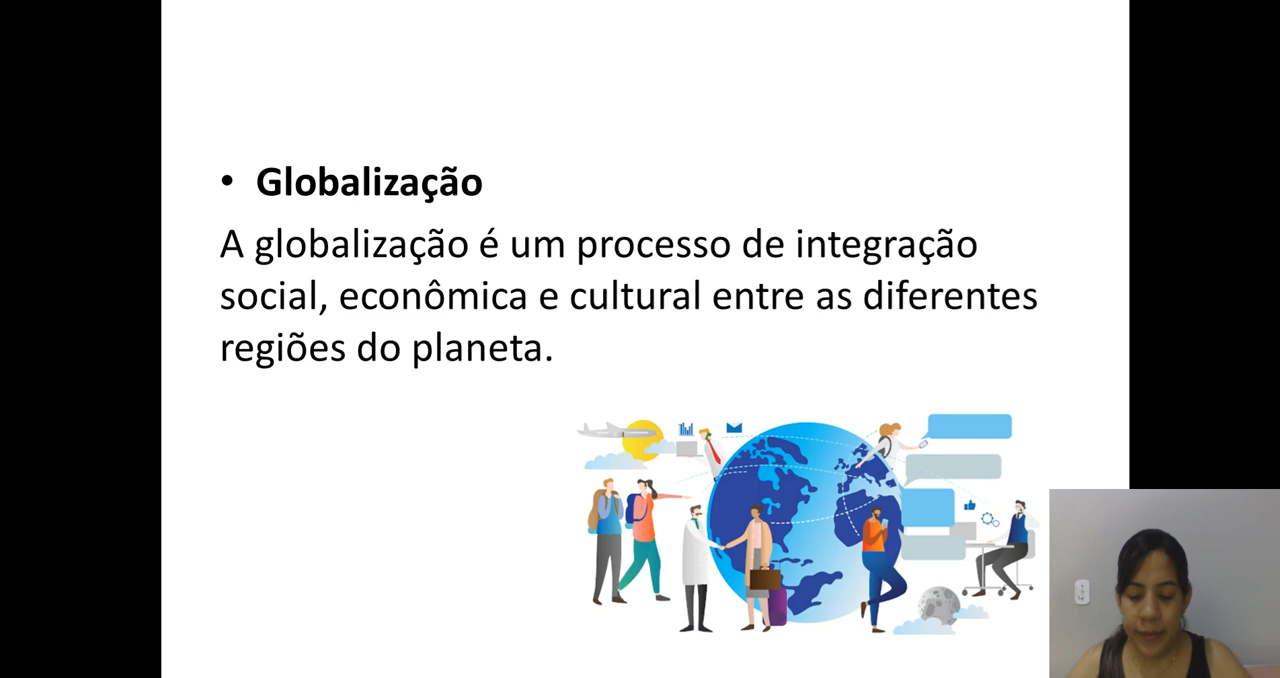 • Globalização
A globalização é um processo de integração
social, econômica e cultural entre as diferentes
regiões do planeta.